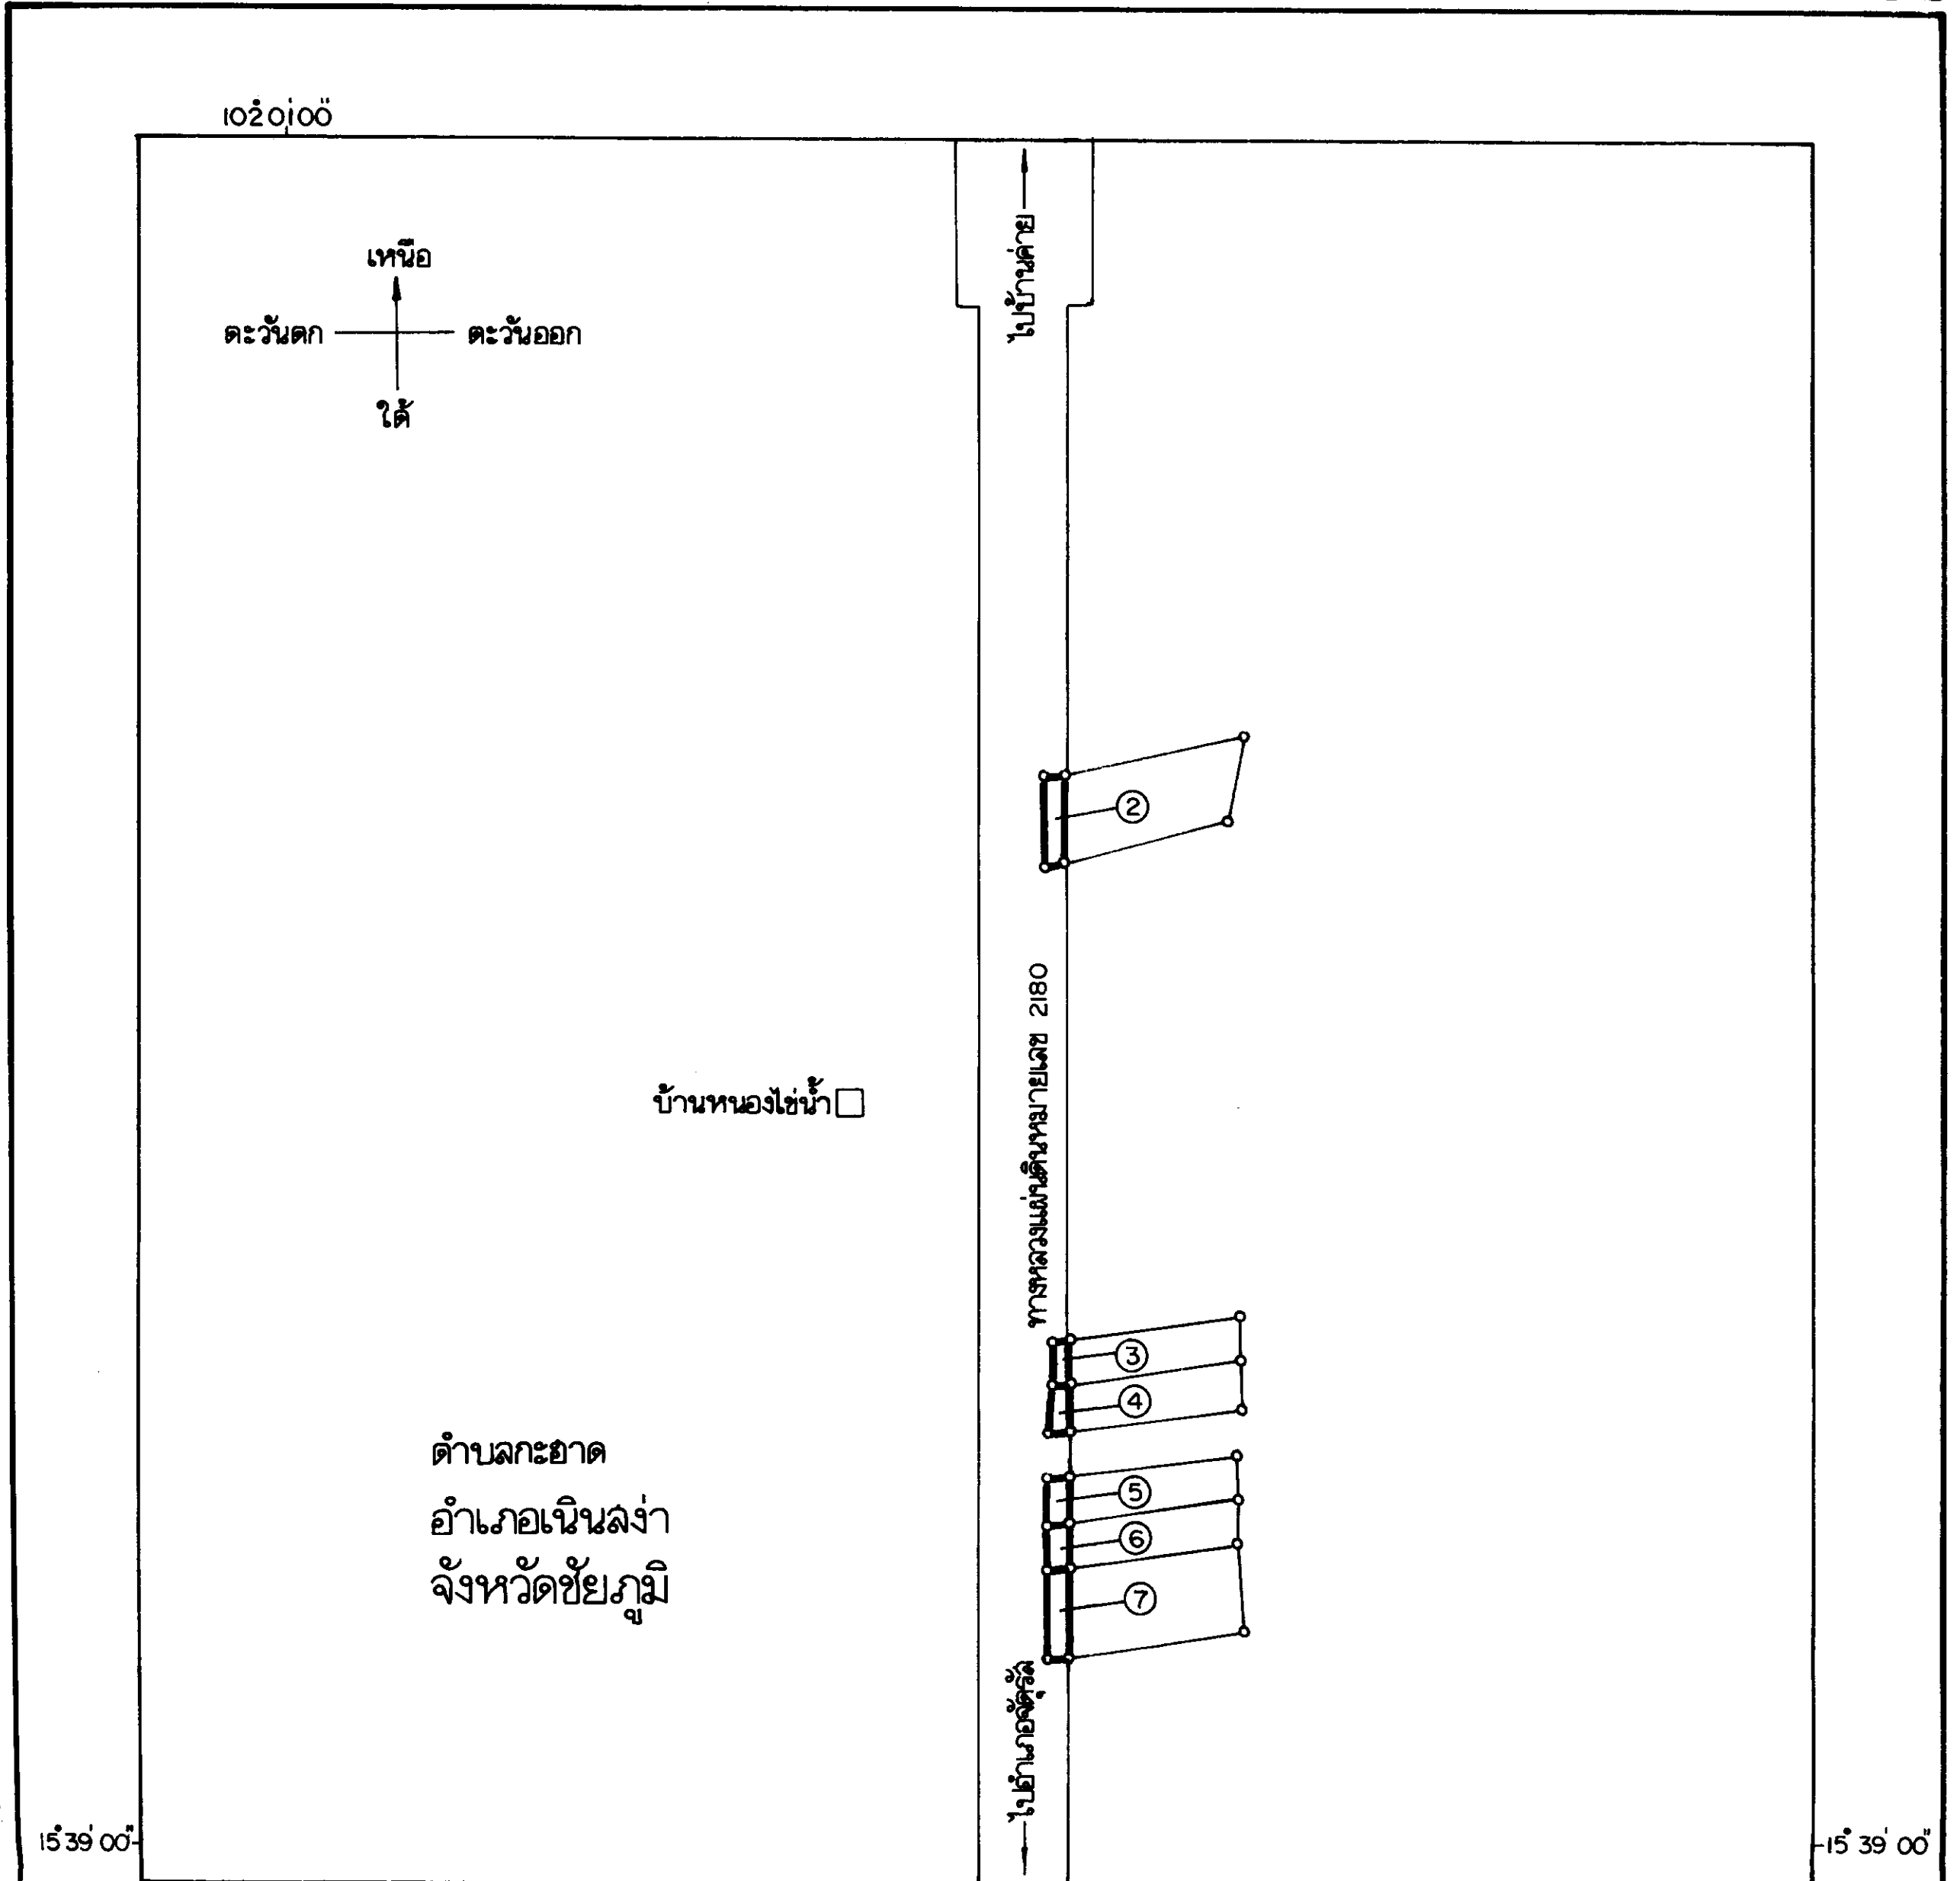 102°01'00"
เหนือ
ตะวันตก
ตะวันออก
ใต้
ไปบ้านค่าย
2
ทางหลวงแผ่นดินหมายเลข 2180
บ้านหนองไข่น้ำ
3
4
5
6
7
ตำบลกะฮาด
อำเภอเนินสง่า
จังหวัดชัยภูมิ
ไปอำเภอจัตุรัส
15°39'00"
15°39'00"